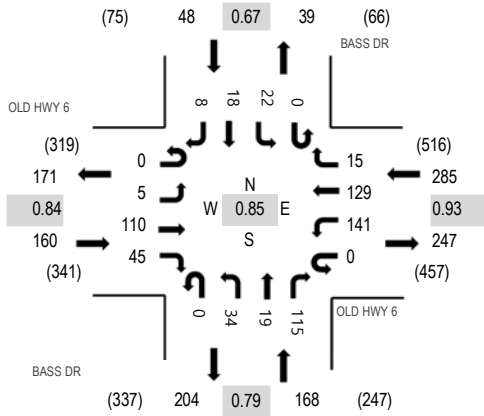 (75) 48 0.67 39 (66)
BASS DR
8 18 22 0
OLD HWY 6
(319) 0 15 (516)
171 5 N 129 285
0.84 W 0.85 E 0.93
160 110 S 141 247
(341) 45 0 (457)
0 34 19 115
OLD HWY 6
BASS DR
(337) 204 0.79 168 (247)